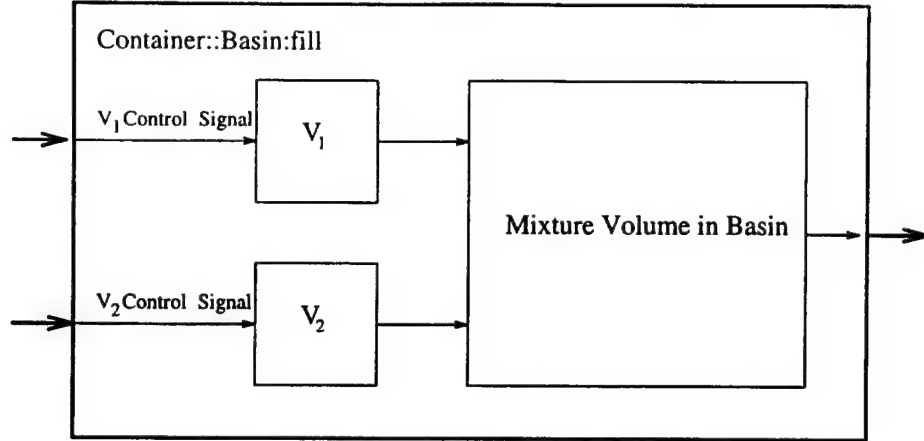 Container::Basin:fill
V₁ Control Signal
V₁
Mixture Volume in Basin
V₂ Control Signal
V₂